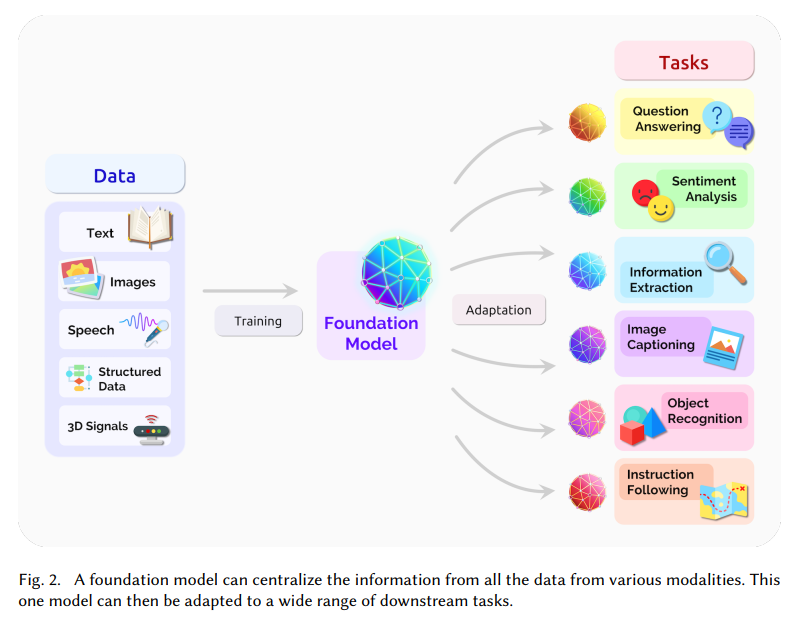 Data
Text
Images
Speech
Structured
Data
3D Signals
Training
Foundation
Model
Adaptation
Tasks
Question
Answering
?
Sentiment
Analysis
Information
Extraction
Image
Captioning
Object
Recognition
Instruction
Following
Fig. 2. A foundation model can centralize the information from all the data from various modalities. This
one model can then be adapted to a wide range of downstream tasks.